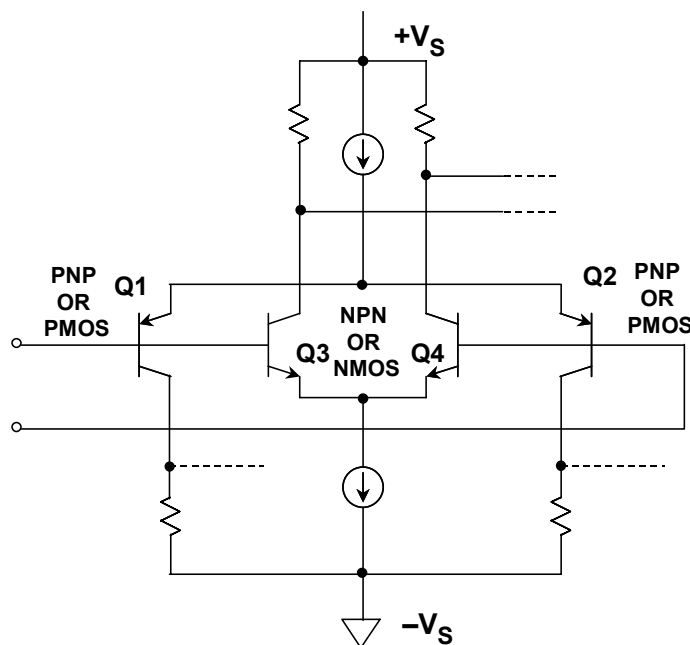 +VS
PNP
OR
PMOS
Q1
Q2
PNP
OR
PMOS
NPN
OR
NMOS
Q3
Q4
–VS